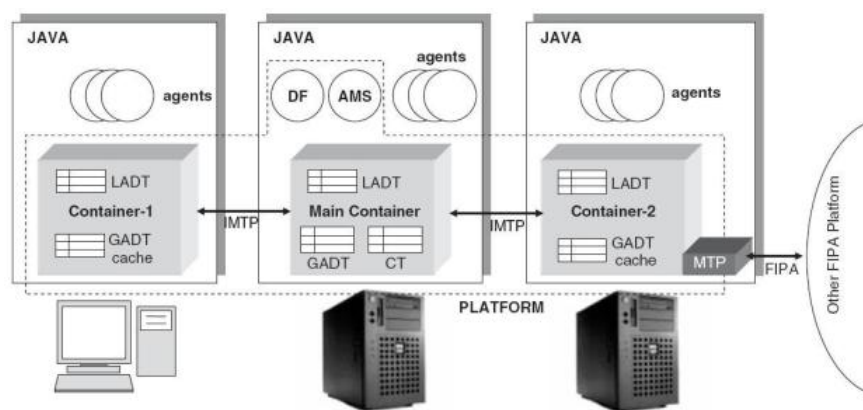 JAVA
agents
LADT
Container-1
GADT
cache
IMTP
JAVA
DF
AMS
agents
LADT
Main Container
GADT
CT
IMTP
JAVA
agents
LADT
Container-2
GADT
cache
MTP
FIPA
Other FIPA Platform
PLATFORM